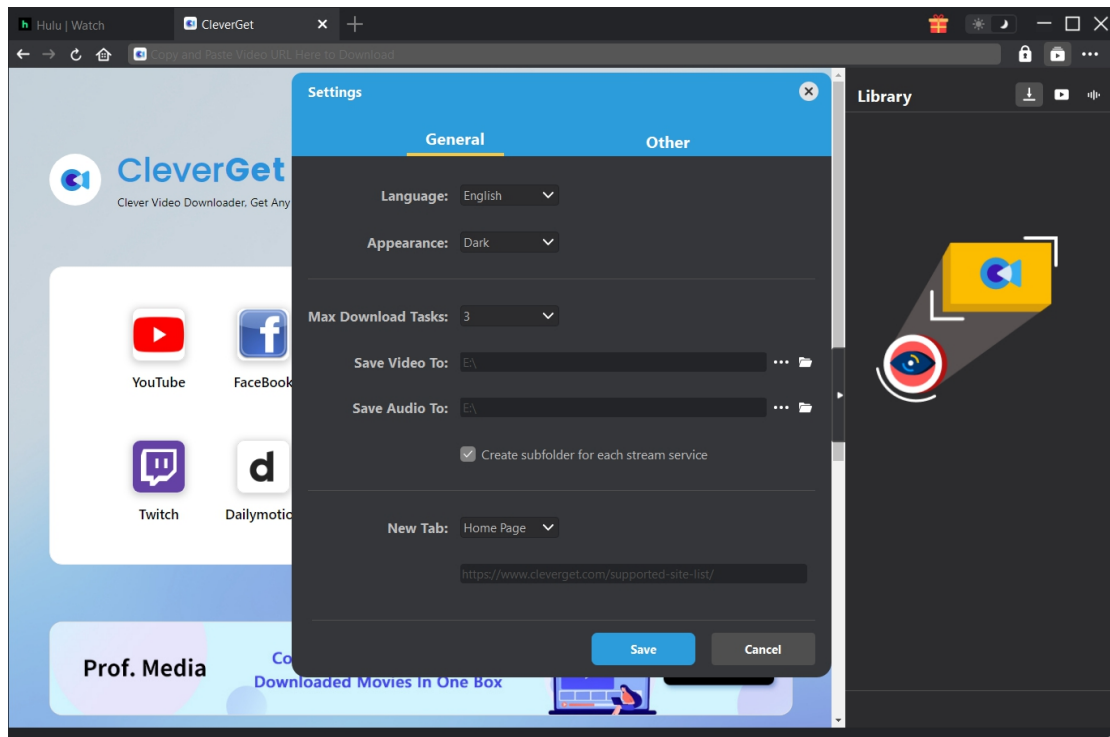 Hulu | Watch
CleverGet
Copy and Paste Video URL Here to Download
Settings
General
Other
Library
CleverGet
Clever Video Downloader. Get Any
Language: English
Appearance: Dark
Max Download Tasks: 3
Save Video To: E:\
Save Audio To: E:\
Create subfolder for each stream service
New Tab: Home Page
https://www.cleverget.com/supported-site-list/
Save
Cancel
YouTube
FaceBook
Twitch
Dailymotic
Prof. Media
Co
Downloaded Movies In One Box